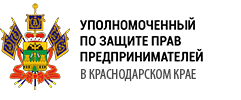 УПОЛНОМОЧЕННЫЙ
ПО ЗАЩИТЕ ПРАВ
ПРЕДПРИНИМАТЕЛЕЙ
В КРАСНОДАРСКОМ КРАЕ